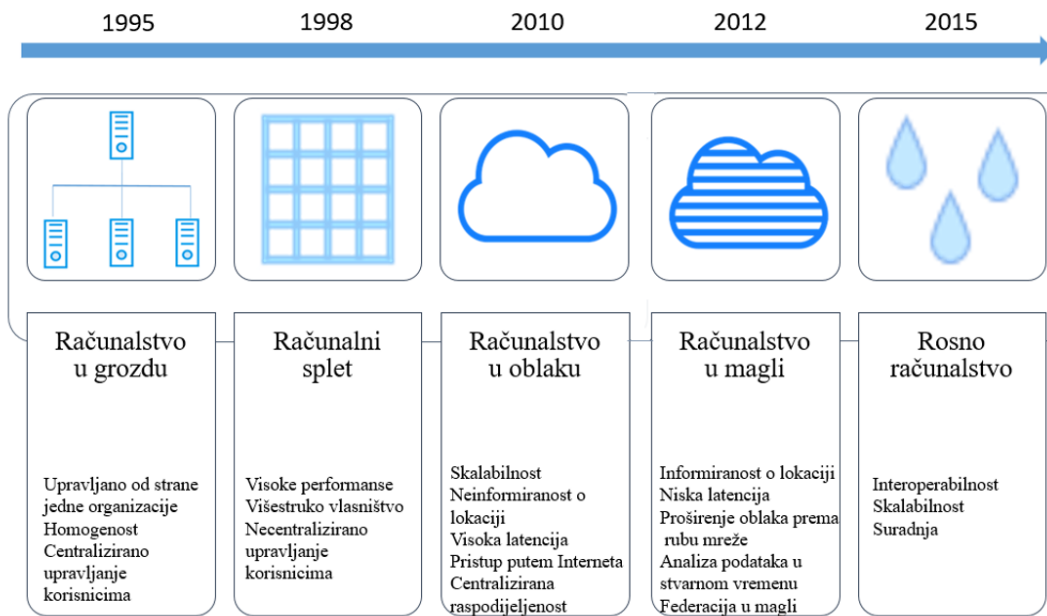 1995
1998
2010
2012
2015
Računalstvo
u grozdu
Upravljano od strane
jedne organizacije
Homogenost
Centralizirano
upravljanje
korisnicima
Računalni
splet
Visoke performanse
Višestruko vlasništvo
Necentralizirano
upravljanje
korisnicima
Računalstvo
u oblaku
Skalabilnost
Neinformiranost o
lokaciji
Visoka latencija
Pristup putem Interneta
Centralizirana
raspodijeljenost
Računalstvo
u magli
Informiranost o lokaciji
Niska latencija
Proširenje oblaka prema
rubu mreže
Analiza podataka u
stvarnom vremenu
Federacija u magli
Rosno
računalstvo
Interoperabilnost
Skalabilnost
Suradnja